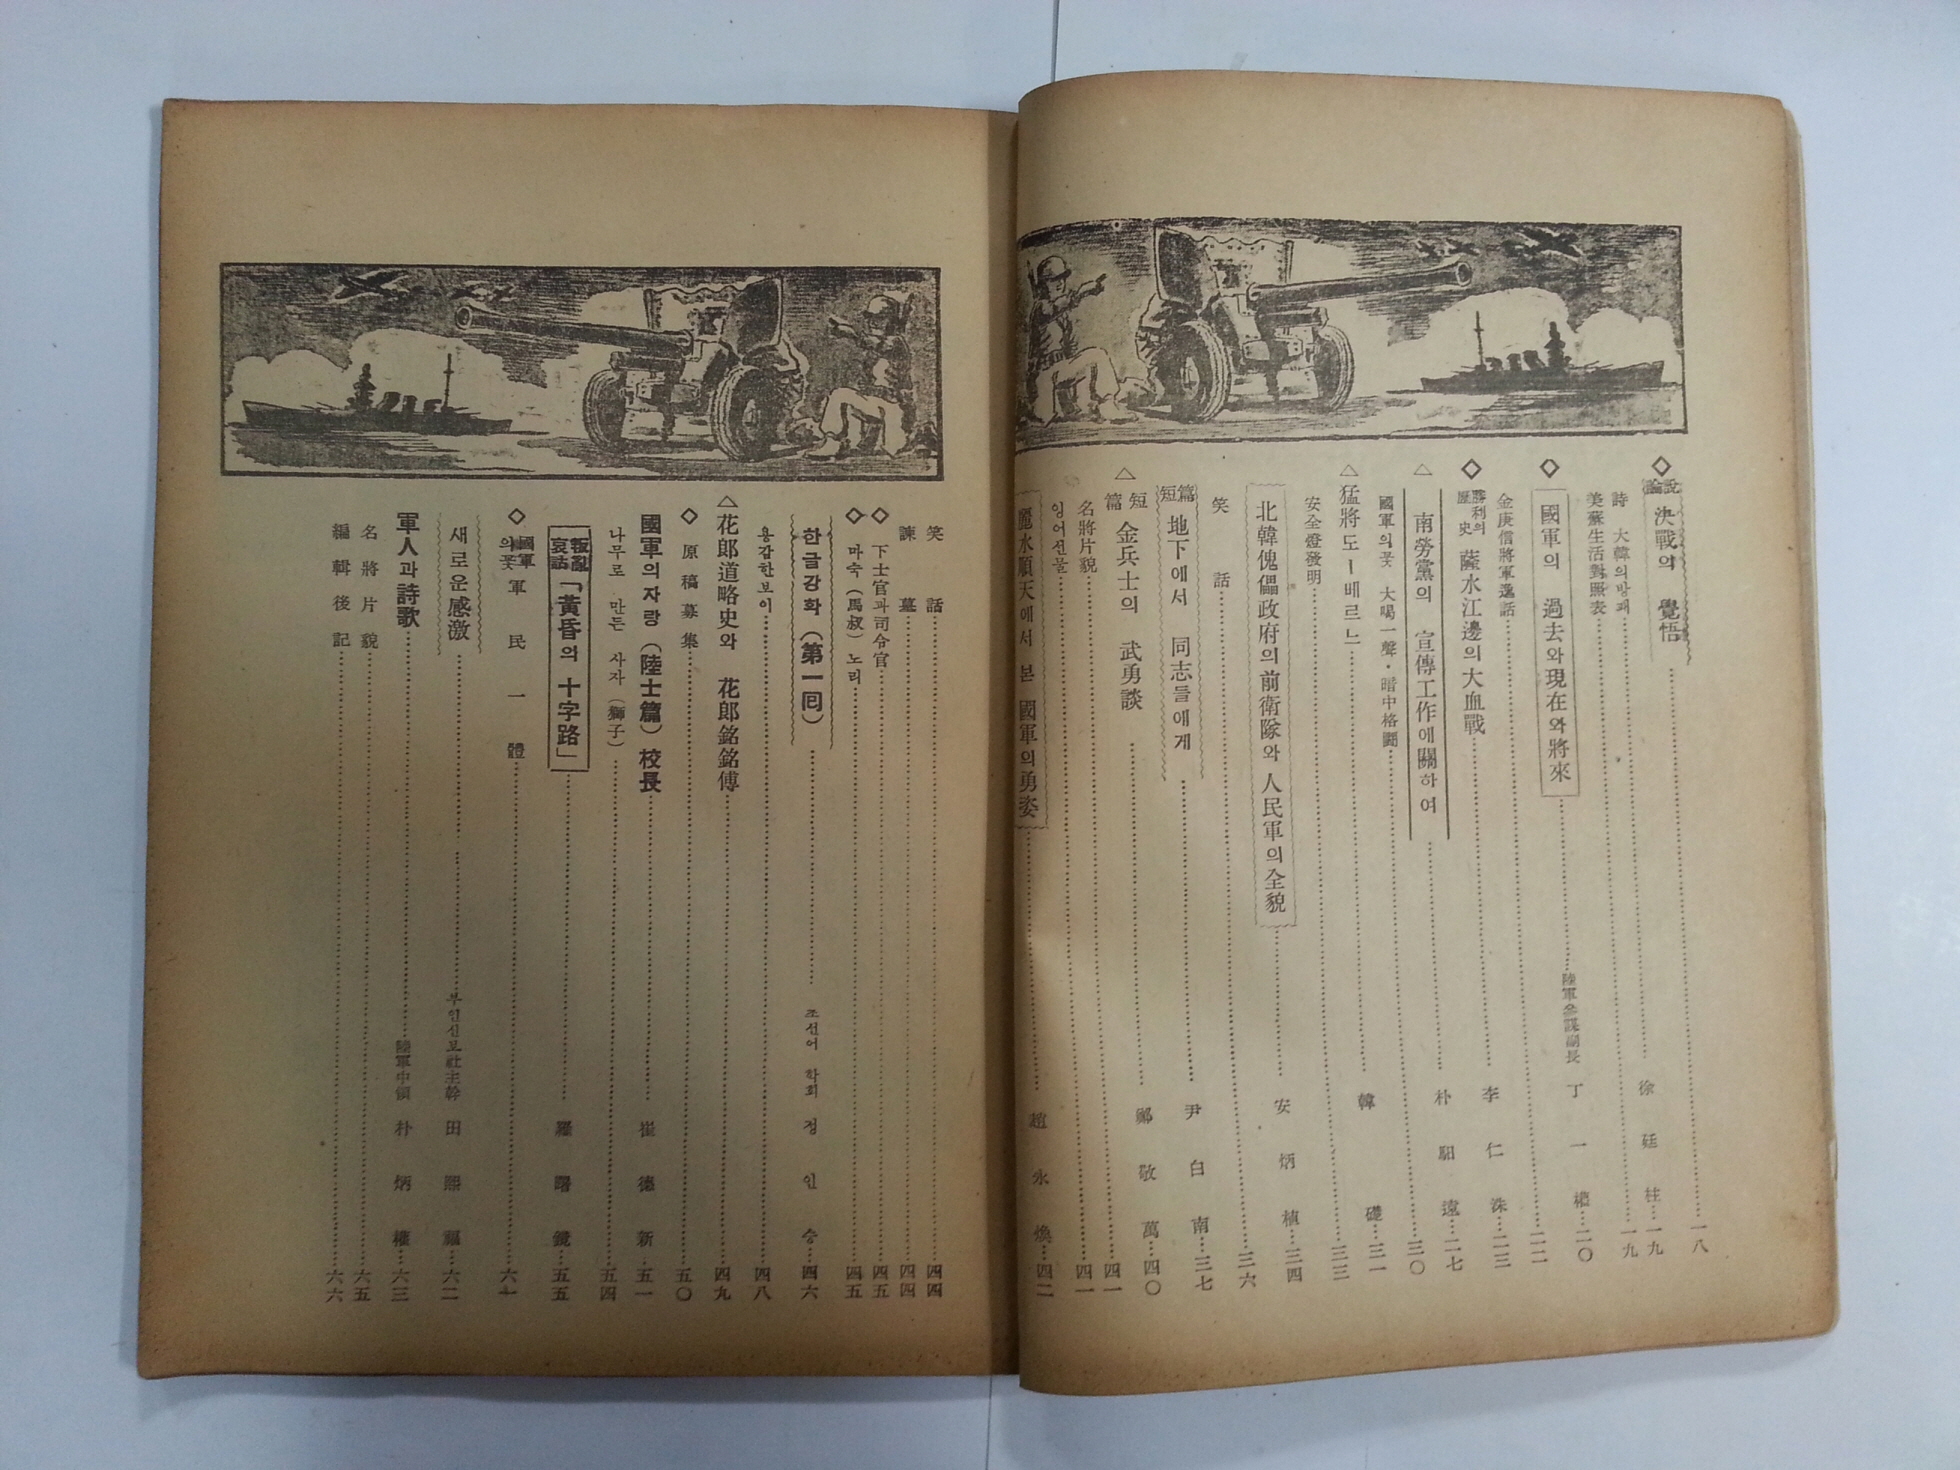 論說 決戰의 覺悟 一八
詩 大韓의방패 徐廷柱 一九
美蘇生活對照表 一九
國軍의 過去와現在와將來 陸軍參謀副長 丁一權 二〇
金庾信將軍逸話 二二
勝利의歷史 薩水江邊의大血戰 李仁洙 二三
南勞黨의 宣傳工作에關하여 朴馹遠 二七
國軍의꽃 大喝一聲·暗中格鬪 三〇
猛將도ー베르느 韓礎 三一
安全燈發明 三三
北韓傀儡政府의前衛隊와人民軍의全貌 安炳植 三四
笑話 三六
短篇 地下에서 同志들에게 尹白南 三七
短篇 金兵士의 武勇談 鄭敬萬 四〇
名將片貌 四一
잉어선물 四一
麗水順天에서 본 國軍의勇姿 趙永煥 四二
笑話 四四
諫墓 四四
下士官과司令官 四五
마숙(馬叔)노리 四五
한글강화(第一回) 조선어 학회 정인승 四六
용감한보이 四八
花郎道略史와 花郎銘銘傅 四九
原稿募集 五〇
國軍의자랑(陸士篇)校長 崔德新 五一
나무로 만든 사자(獅子) 五四
叛亂哀話 「黃昏의 十字路」 羅曙鏡 五五
國軍의꽃 軍民一體 六一
새로운感激 부인신보社主幹 田熙福 六二
軍人과詩歌 陸軍中領 朴炳權 六三
名將片貌 六五
編輯後記 六六